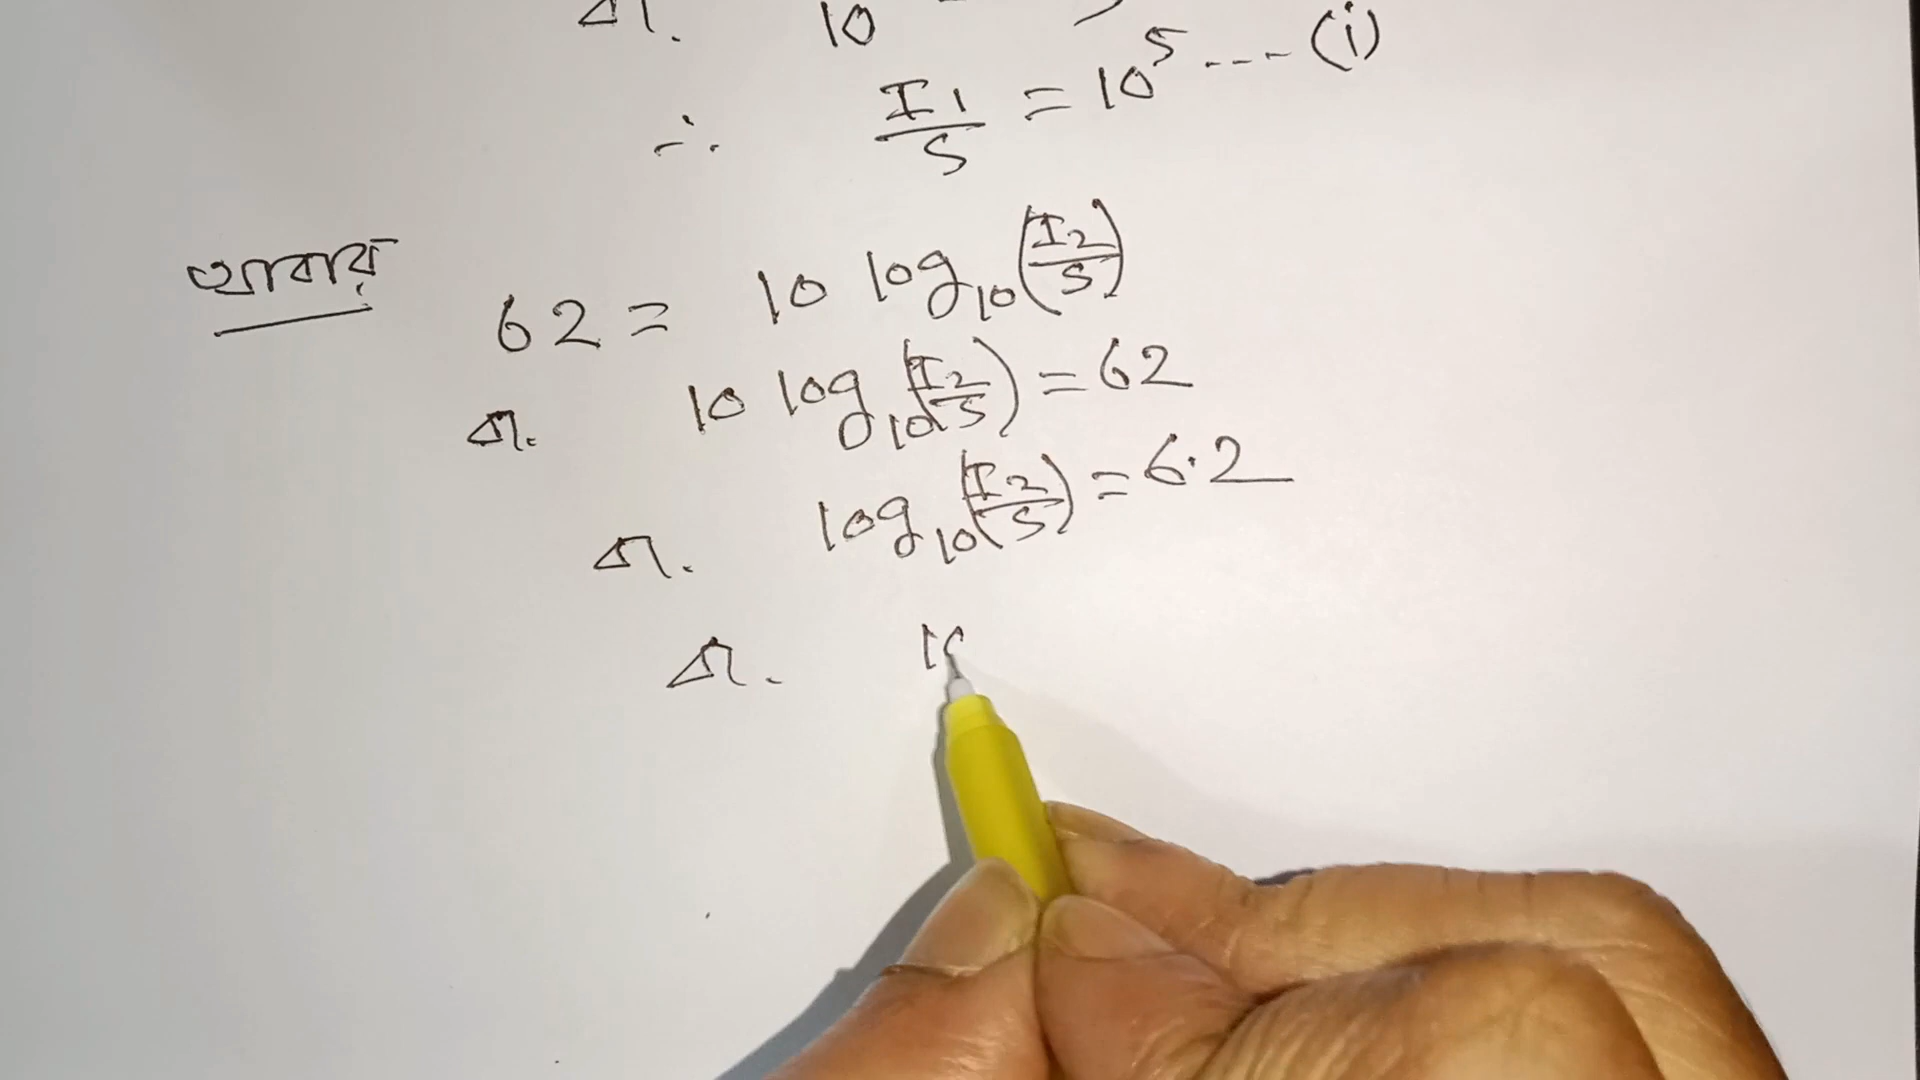 বা. 10
∴ I₁/S = 10⁵ ---- (i)
আবার 62 = 10 log₁₀(I₂/S)
বা. 10 log₁₀(I₂/S) = 62
বা. log₁₀(I₂/S) = 6.2
বা. 10